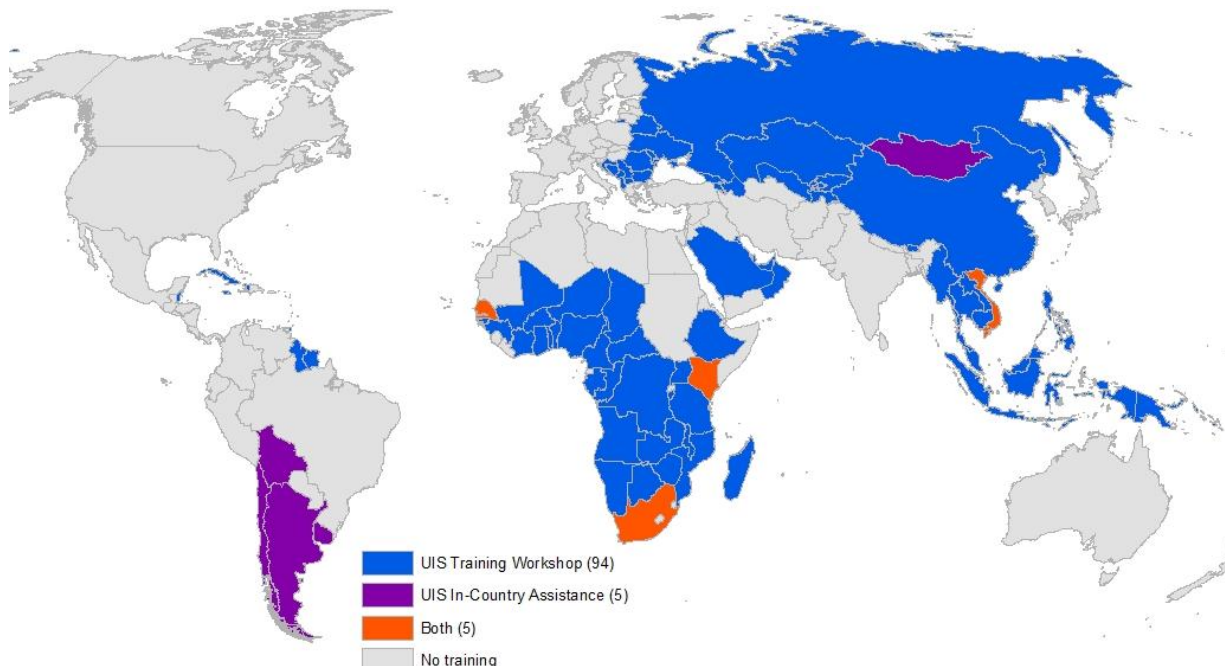 UIS Training Workshop (94)
UIS In-Country Assistance (5)
Both (5)
No training